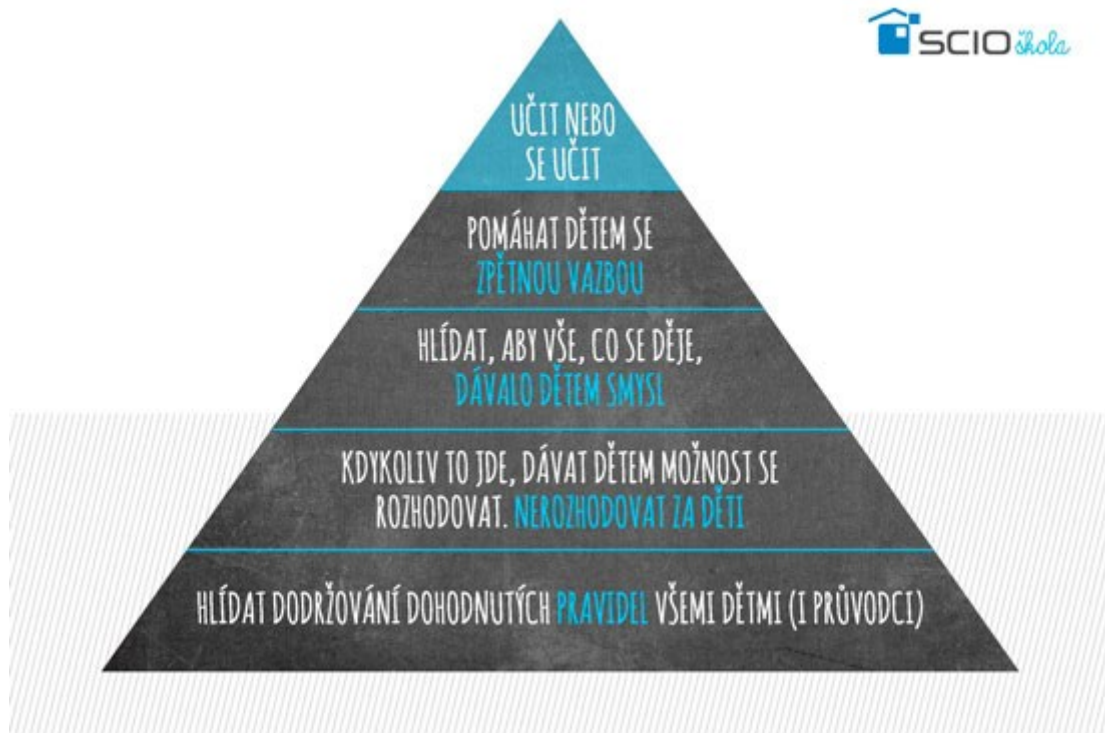 SCIO škola
UČIT NEBO
SE UČIT
POMÁHAT DĚTEM SE
ZPĚTNOU VAZBOU
HLÍDAT, ABY VŠE, CO SE DĚJE,
DÁVALO DĚTEM SMYSL
KDYKOLIV TO JDE, DÁVAT DĚTEM MOŽNOST SE
ROZHODOVAT. NEROZHODOVAT ZA DĚTI
HLÍDAT DODRŽOVÁNÍ DOHODNUTÝCH PRAVIDEL VŠEMI DĚTMI (I PRŮVODCI)